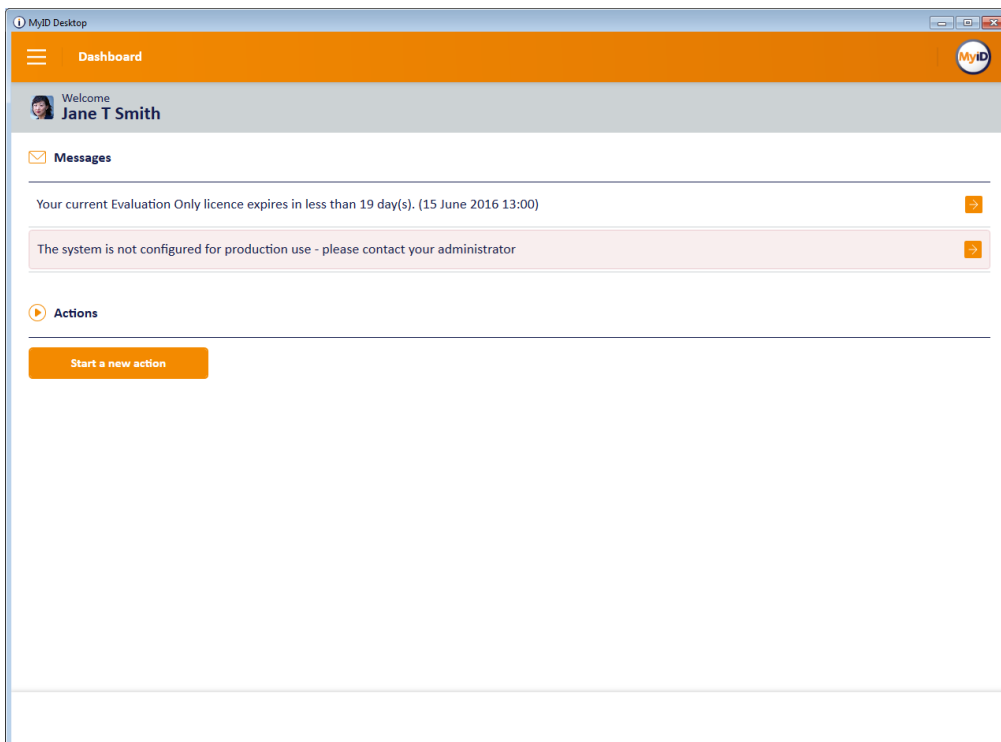 MyID Desktop
Dashboard
MyiD
Welcome
Jane T Smith
Messages
Your current Evaluation Only licence expires in less than 19 day(s). (15 June 2016 13:00)
The system is not configured for production use - please contact your administrator
Actions
Start a new action